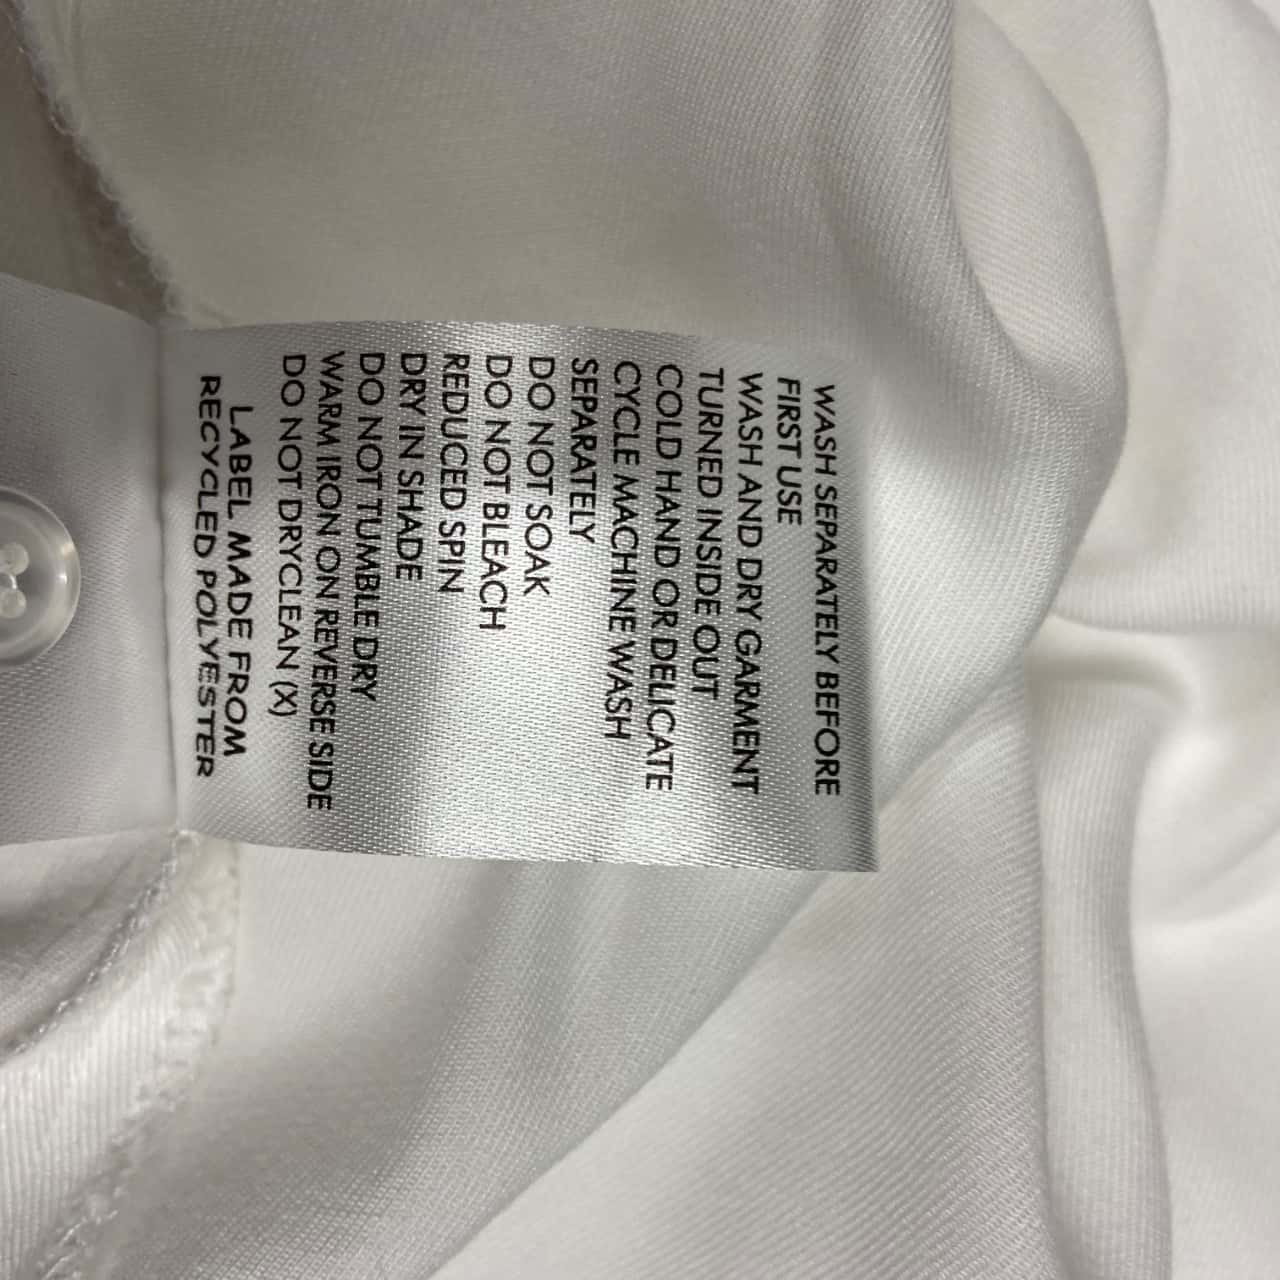 WASH SEPARATELY BEFORE
FIRST USE
WASH AND DRY GARMENT
TURNED INSIDE OUT
COLD HAND OR DELICATE
CYCLE MACHINE WASH
SEPARATELY
DO NOT SOAK
DO NOT BLEACH
REDUCED SPIN
DRY IN SHADE
DO NOT TUMBLE DRY
WARM IRON ON REVERSE SIDE
DO NOT DRYCLEAN (X)
LABEL MADE FROM
RECYCLED POLYESTER